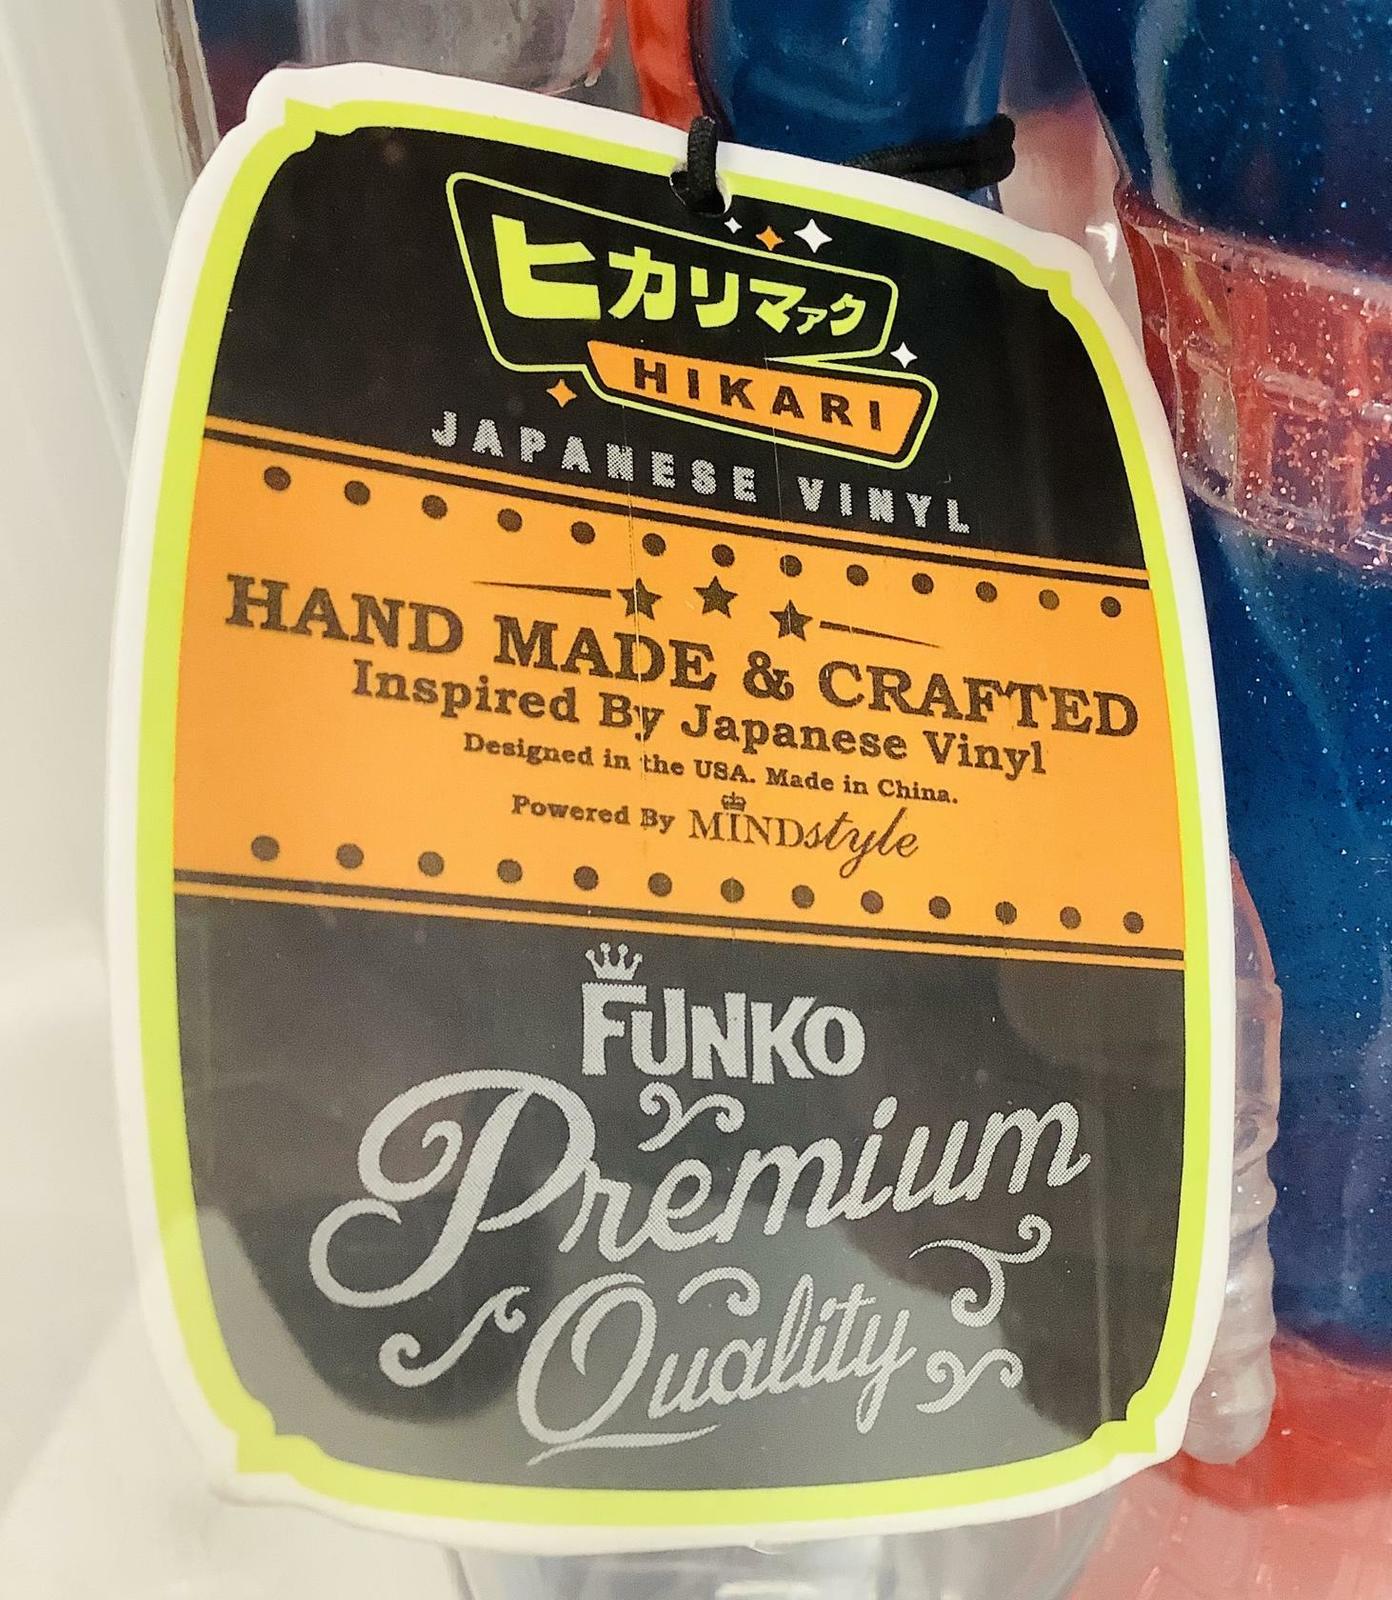 ヒカリマァク
HIKARI
JAPANESE VINYL
HAND MADE & CRAFTED
Inspired By Japanese Vinyl
Designed in the USA. Made in China.
Powered By MINDstyle
FUNKO
Premium
Quality